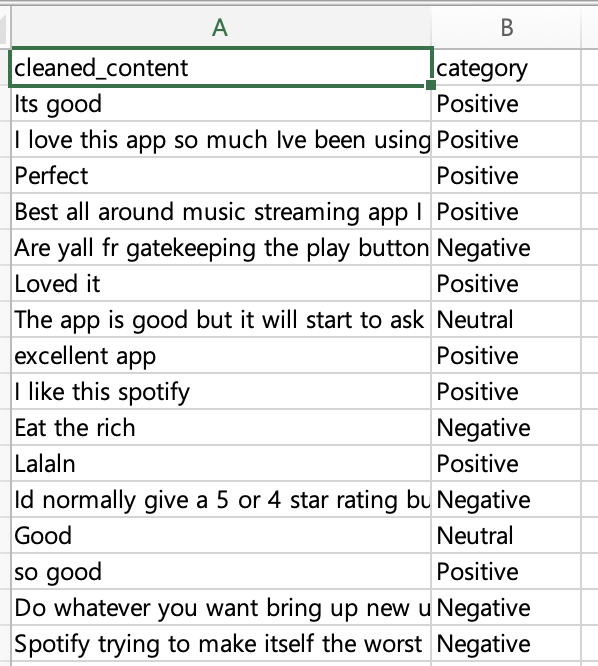 A B
cleaned_content category
Its good Positive
I love this app so much Ive been using Positive
Perfect Positive
Best all around music streaming app I Positive
Are yall fr gatekeeping the play button Negative
Loved it Positive
The app is good but it will start to ask Neutral
excellent app Positive
I like this spotify Positive
Eat the rich Negative
Lalaln Positive
Id normally give a 5 or 4 star rating bu Negative
Good Neutral
so good Positive
Do whatever you want bring up new u Negative
Spotify trying to make itself the worst Negative